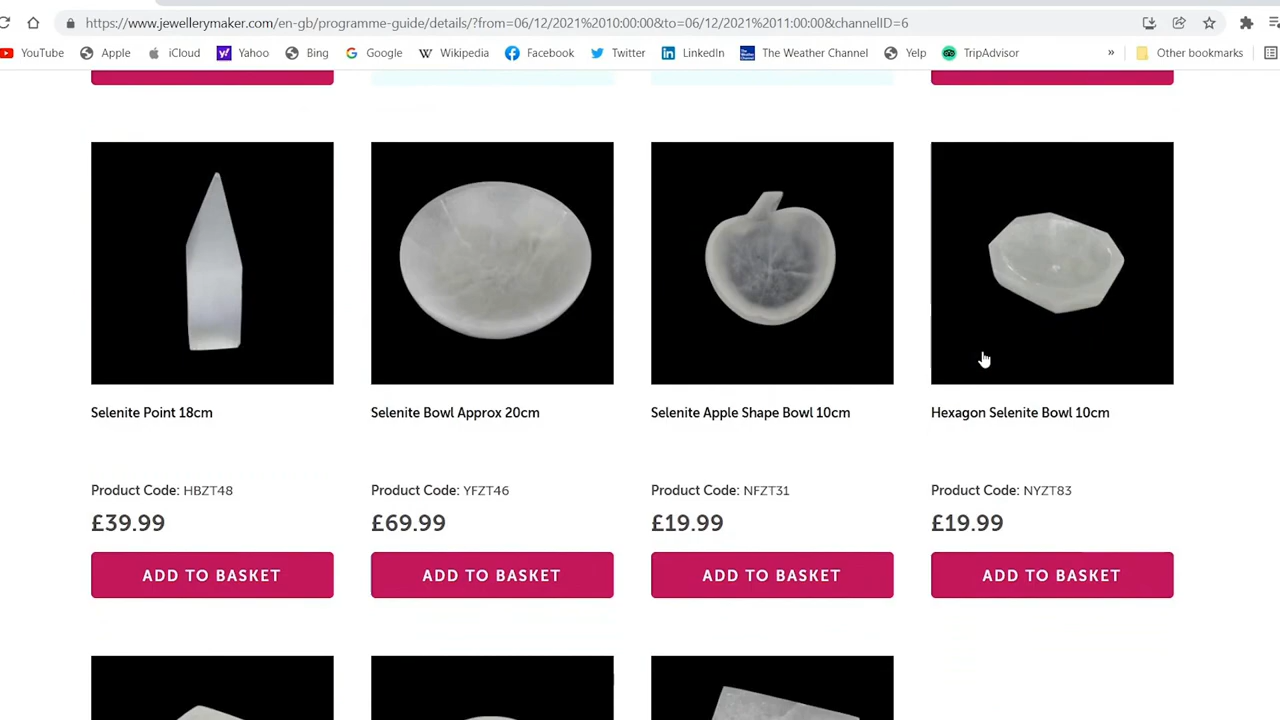 https://www.jewellerymaker.com/en-gb/programme-guide/details/?from=06/12/2021%2010:00:00&to=06/12/2021%2011:00:00&channelID=6
YouTube Apple iCloud Yahoo Bing Google Wikipedia Facebook Twitter LinkedIn The Weather Channel Yelp TripAdvisor » Other bookmarks
Selenite Point 18cm
Selenite Bowl Approx 20cm
Selenite Apple Shape Bowl 10cm
Hexagon Selenite Bowl 10cm
Product Code: HBZT48
Product Code: YFZT46
Product Code: NFZT31
Product Code: NYZT83
£39.99
£69.99
£19.99
£19.99
ADD TO BASKET
ADD TO BASKET
ADD TO BASKET
ADD TO BASKET